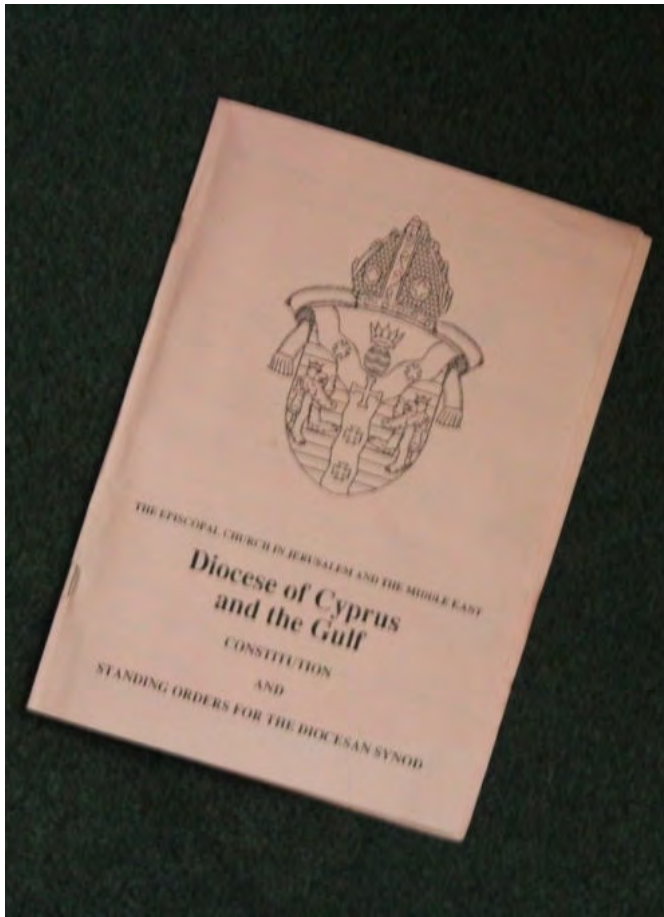 THE EPISCOPAL CHURCH IN JERUSALEM AND THE MIDDLE EAST
Diocese of Cyprus
and the Gulf
CONSTITUTION
AND
STANDING ORDERS FOR THE DIOCESAN SYNOD